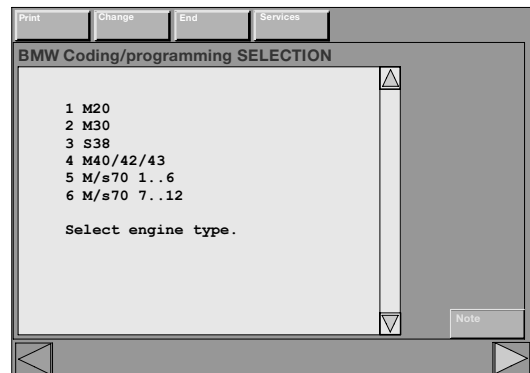 Print Change End Services
BMW Coding/programming SELECTION
1 M20
2 M30
3 S38
4 M40/42/43
5 M/s70 1..6
6 M/s70 7..12
Select engine type.
Note